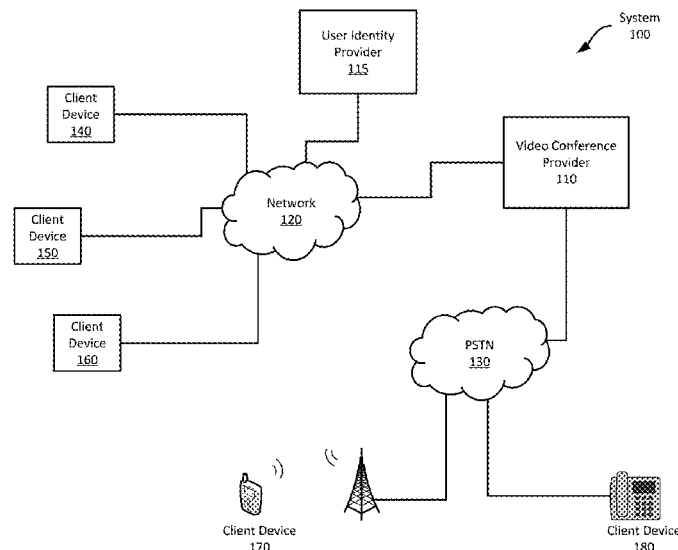 System
100
User Identity
Provider
115
Client
Device
140
Video Conference
Provider
110
Network
120
Client
Device
150
Client
Device
160
PSTN
130
Client Device
170
Client Device
180